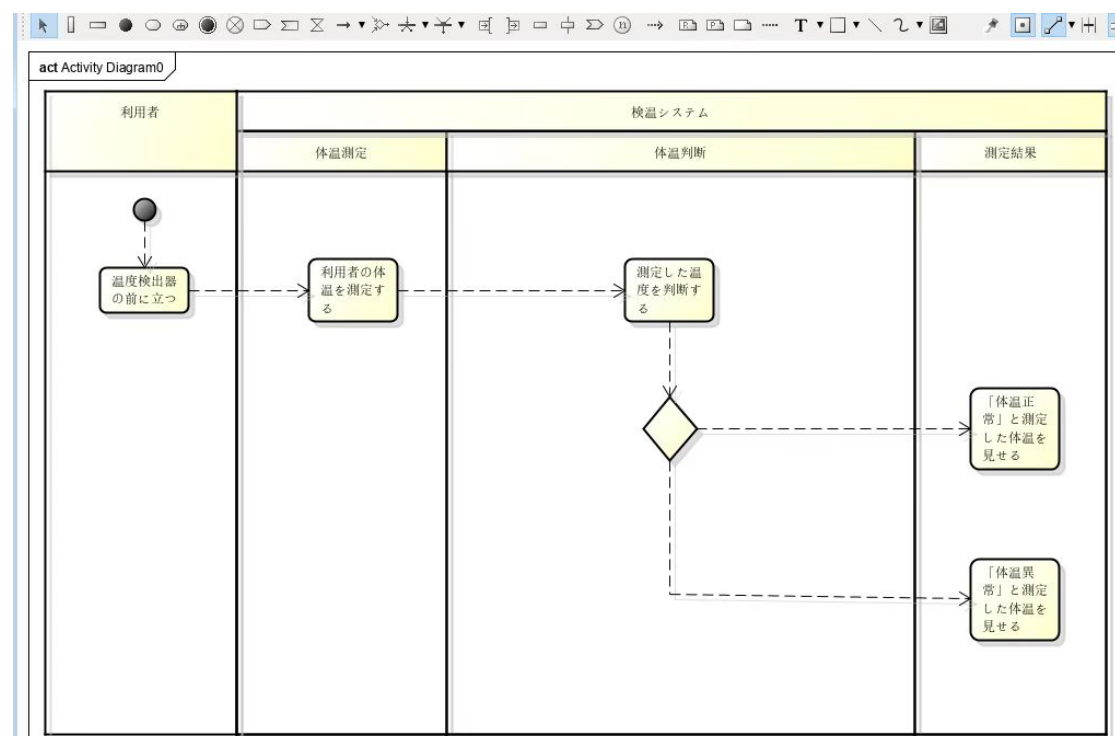 n
R
P
T
act Activity Diagram0
利用者
検温システム
体温測定
体温判断
測定結果
温度検出器
の前に立つ
利用者の体
温を測定す
る
測定した温
度を判断す
る
「体温正
常」と測定
した体温を
見せる
「体温異
常」と測定
した体温を
見せる